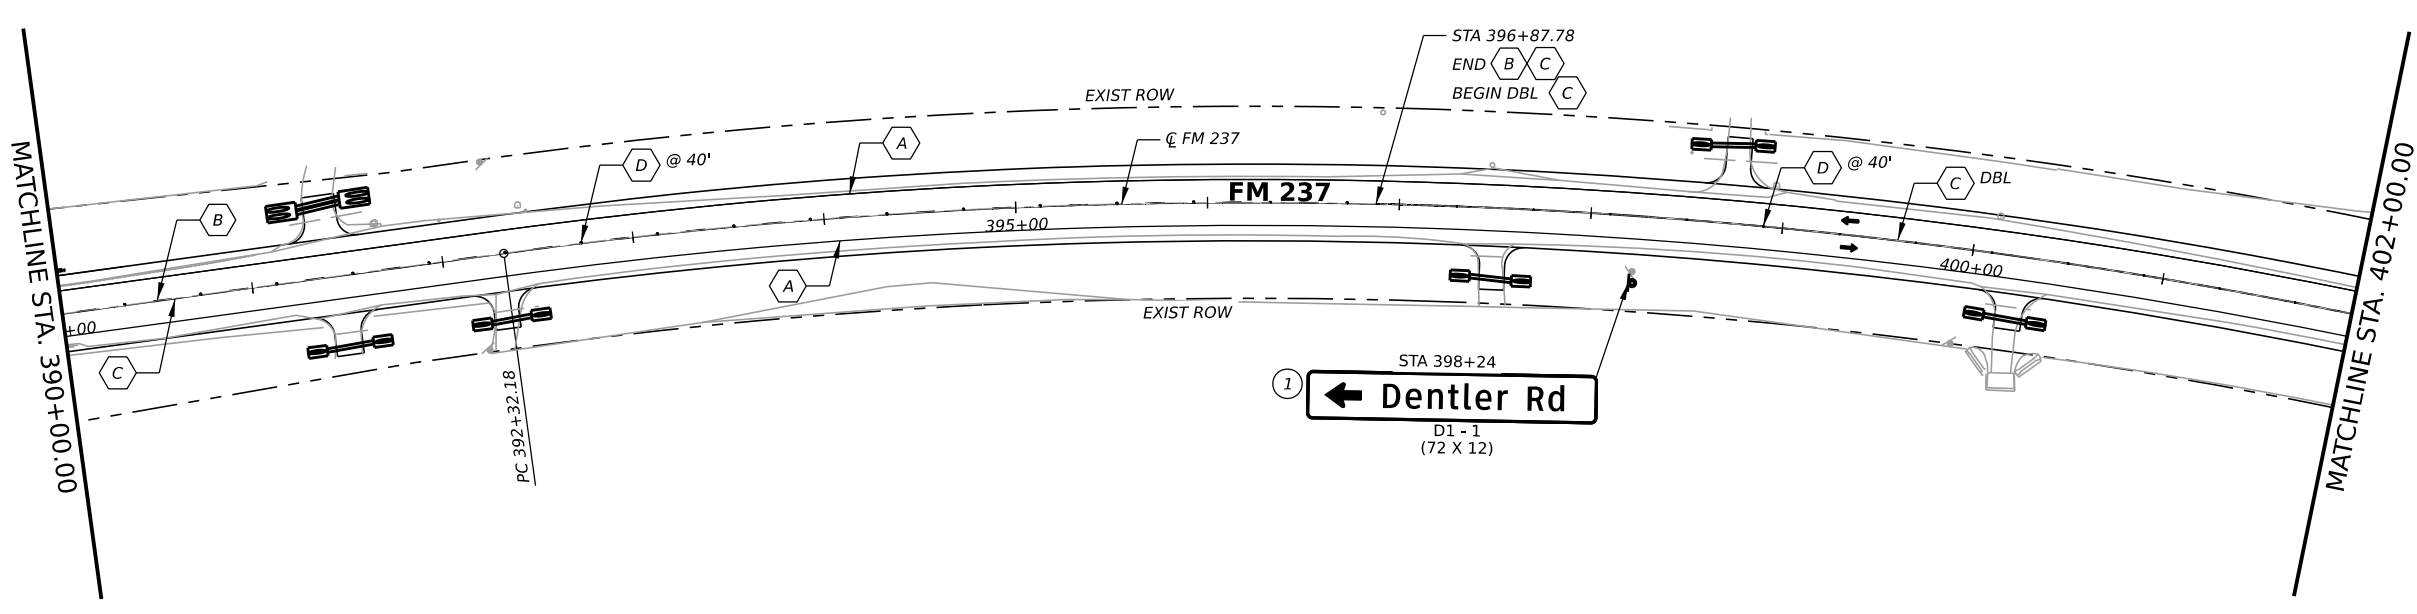 STA 396+87.78
END B C
BEGIN DBL C
EXIST ROW
℄ FM 237
A
D @ 40'
D @ 40'
C DBL
B
FM 237
395+00
400+00
A
EXIST ROW
+00
C
PC 392+32.18
STA 398+24
1
← Dentler Rd
D1 - 1
(72 X 12)
MATCHLINE STA. 390+00.00
MATCHLINE STA. 402+00.00